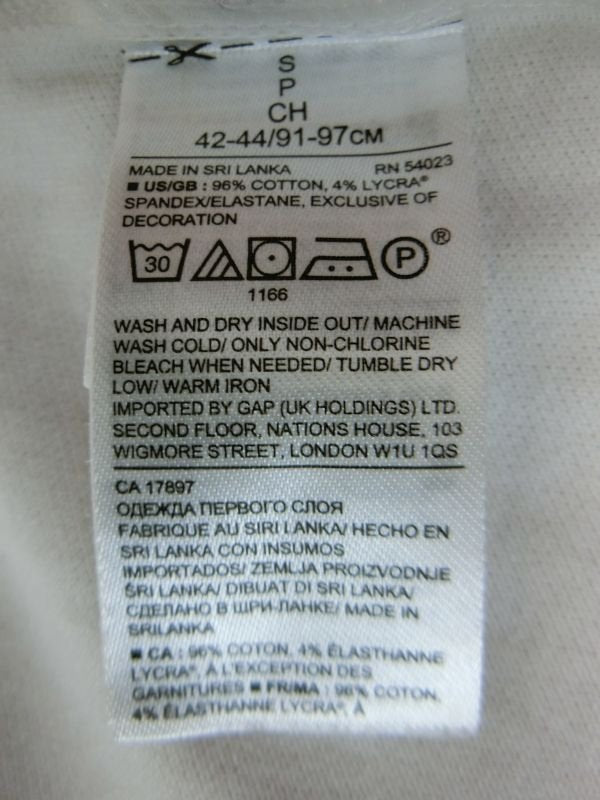 S
P
CH
42-44/91-97CM
MADE IN SRI LANKA RN 54023
■ US/GB : 96% COTTON, 4% LYCRA®
SPANDEX/ELASTANE, EXCLUSIVE OF
DECORATION
30 P ®
1166
WASH AND DRY INSIDE OUT/ MACHINE
WASH COLD/ ONLY NON-CHLORINE
BLEACH WHEN NEEDED/ TUMBLE DRY
LOW/ WARM IRON
IMPORTED BY GAP (UK HOLDINGS) LTD.
SECOND FLOOR, NATIONS HOUSE, 103
WIGMORE STREET, LONDON W1U 1QS
CA 17897
ОДЕЖДА ПЕРВОГО СЛОЯ
FABRIQUE AU SIRI LANKA/ HECHO EN
SRI LANKA CON INSUMOS
IMPORTADOS/ ZEMLJA PROIZVODNJE
ŠRI LANKA/ DIBUAT DI SRI LANKA/
СДЕЛАНО В ШРИ-ЛАНКЕ/ MADE IN
SRILANKA
■ CA : 96% COTON, 4% ÉLASTHANNE
LYCRA®, À L'EXCEPTION DES
GARNITURES ■ FR/MA : 96% COTON,
4% ÉLASTHANNE LYCRA®, À